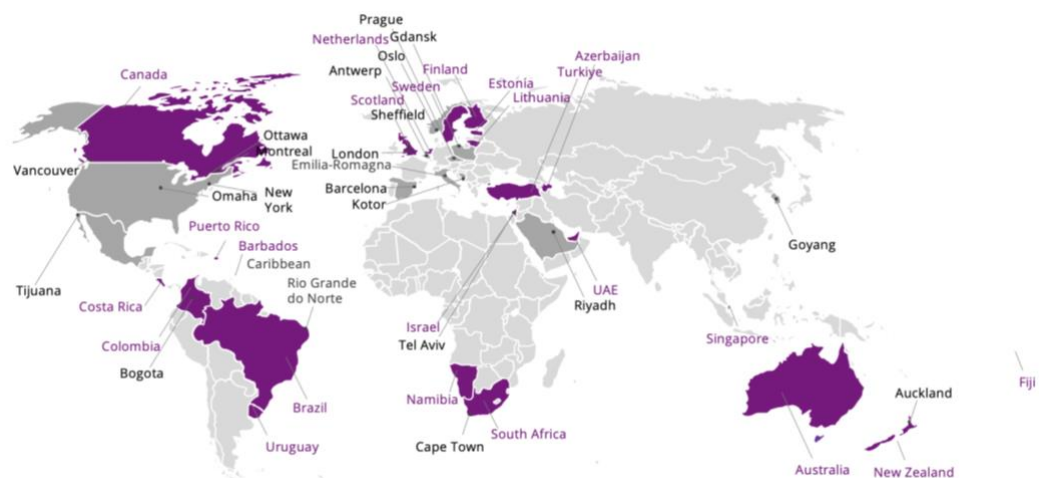 Prague
Netherlands
Gdansk
Oslo
Azerbaijan
Antwerp
Finland
Turkiye
Canada
Sweden
Estonia
Scotland
Lithuania
Sheffield
Ottawa
Montreal
London
Emilia-Romagna
Vancouver
Barcelona
Omaha
New
York
Kotor
Puerto Rico
Barbados
Goyang
Caribbean
Tijuana
Rio Grande
do Norte
UAE
Costa Rica
Riyadh
Israel
Singapore
Colombia
Tel Aviv
Bogota
Fiji
Auckland
Namibia
Brazil
South Africa
Uruguay
Cape Town
Australia
New Zealand